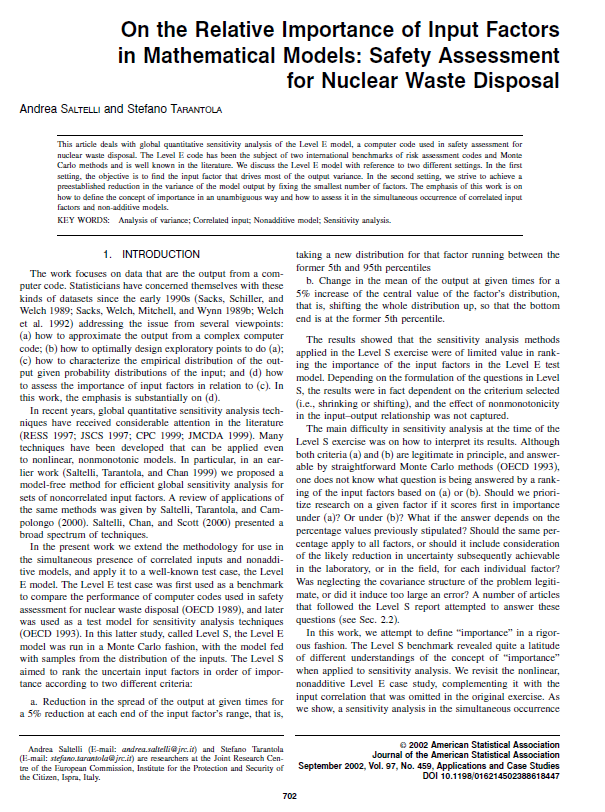 On the Relative Importance of Input Factors
in Mathematical Models: Safety Assessment
for Nuclear Waste Disposal
Andrea SALTELLI and Stefano TARANTOLA
This article deals with global quantitative sensitivity analysis of the Level E model, a computer code used in safety assessment for
nuclear waste disposal. The Level E code has been the subject of two international benchmarks of risk assessment codes and Monte
Carlo methods and is well known in the literature. We discuss the Level E model with reference to two different settings. In the first
setting, the objective is to find the input factor that drives most of the output variance. In the second setting, we strive to achieve a
preestablished reduction in the variance of the model output by fixing the smallest number of factors. The emphasis of this work is on
how to define the concept of importance in an unambiguous way and how to assess it in the simultaneous occurrence of correlated input
factors and non-additive models.
KEY WORDS: Analysis of variance; Correlated input; Nonadditive model; Sensitivity analysis.
1. INTRODUCTION
The work focuses on data that are the output from a com-
puter code. Statisticians have concerned themselves with these
kinds of datasets since the early 1990s (Sacks, Schiller, and
Welch 1989; Sacks, Welch, Mitchell, and Wynn 1989b; Welch
et al. 1992) addressing the issue from several viewpoints:
(a) how to approximate the output from a complex computer
code; (b) how to optimally design exploratory points to do (a);
(c) how to characterize the empirical distribution of the out-
put given probability distributions of the input; and (d) how
to assess the importance of input factors in relation to (c). In
this work, the emphasis is substantially on (d).
In recent years, global quantitative sensitivity analysis tech-
niques have received considerable attention in the literature
(RESS 1997; JSCS 1997; CPC 1999; JMCDA 1999). Many
techniques have been developed that can be applied even
to nonlinear, nonmonotonic models. In particular, in an ear-
lier work (Saltelli, Tarantola, and Chan 1999) we proposed a
model-free method for efficient global sensitivity analysis for
sets of noncorrelated input factors. A review of applications of
the same methods was given by Saltelli, Tarantola, and Cam-
polongo (2000). Saltelli, Chan, and Scott (2000) presented a
broad spectrum of techniques.
In the present work we extend the methodology for use in
the simultaneous presence of correlated inputs and nonaddi-
tive models, and apply it to a well-known test case, the Level
E model. The Level E test case was first used as a benchmark
to compare the performance of computer codes used in safety
assessment for nuclear waste disposal (OECD 1989), and later
was used as a test model for sensitivity analysis techniques
(OECD 1993). In this latter study, called Level S, the Level E
model was run in a Monte Carlo fashion, with the model fed
with samples from the distribution of the inputs. The Level S
aimed to rank the uncertain input factors in order of impor-
tance according to two different criteria:
a. Reduction in the spread of the output at given times for
a 5% reduction at each end of the input factor's range, that is,
taking a new distribution for that factor running between the
former 5th and 95th percentiles
b. Change in the mean of the output at given times for a
5% increase of the central value of the factor's distribution,
that is, shifting the whole distribution up, so that the bottom
end is at the former 5th percentile.
The results showed that the sensitivity analysis methods
applied in the Level S exercise were of limited value in rank-
ing the importance of the input factors in the Level E test
model. Depending on the formulation of the questions in Level
S, the results were in fact dependent on the criterium selected
(i.e., shrinking or shifting), and the effect of nonmonotonicity
in the input–output relationship was not captured.
The main difficulty in sensitivity analysis at the time of the
Level S exercise was on how to interpret its results. Although
both criteria (a) and (b) are legitimate in principle, and answer-
able by straightforward Monte Carlo methods (OECD 1993),
one does not know what question is being answered by a rank-
ing of the input factors based on (a) or (b). Should we priori-
tize research on a given factor if it scores first in importance
under (a)? Or under (b)? What if the answer depends on the
percentage values previously stipulated? Should the same per-
centage apply to all factors, or should it include consideration
of the likely reduction in uncertainty subsequently achievable
in the laboratory, or in the field, for each individual factor?
Was neglecting the covariance structure of the problem legiti-
mate, or did it induce too large an error? A number of articles
that followed the Level S report attempted to answer these
questions (see Sec. 2.2).
In this work, we attempt to define “importance” in a rigor-
ous fashion. The Level S benchmark revealed quite a latitude
of different understandings of the concept of “importance”
when applied to sensitivity analysis. We revisit the nonlinear,
nonadditive Level E case study, complementing it with the
input correlation that was omitted in the original exercise. As
we show, a sensitivity analysis in the simultaneous occurrence
Andrea Saltelli (E-mail: andrea.saltelli@jrc.it) and Stefano Tarantola
(E-mail: stefano.tarantola@jrc.it) are researchers at the Joint Research Cen-
tre of the European Commission, Institute for the Protection and Security of
the Citizen, Ispra, Italy.
© 2002 American Statistical Association
Journal of the American Statistical Association
September 2002, Vol. 97, No. 459, Applications and Case Studies
DOI 10.1198/016214502388618447
702